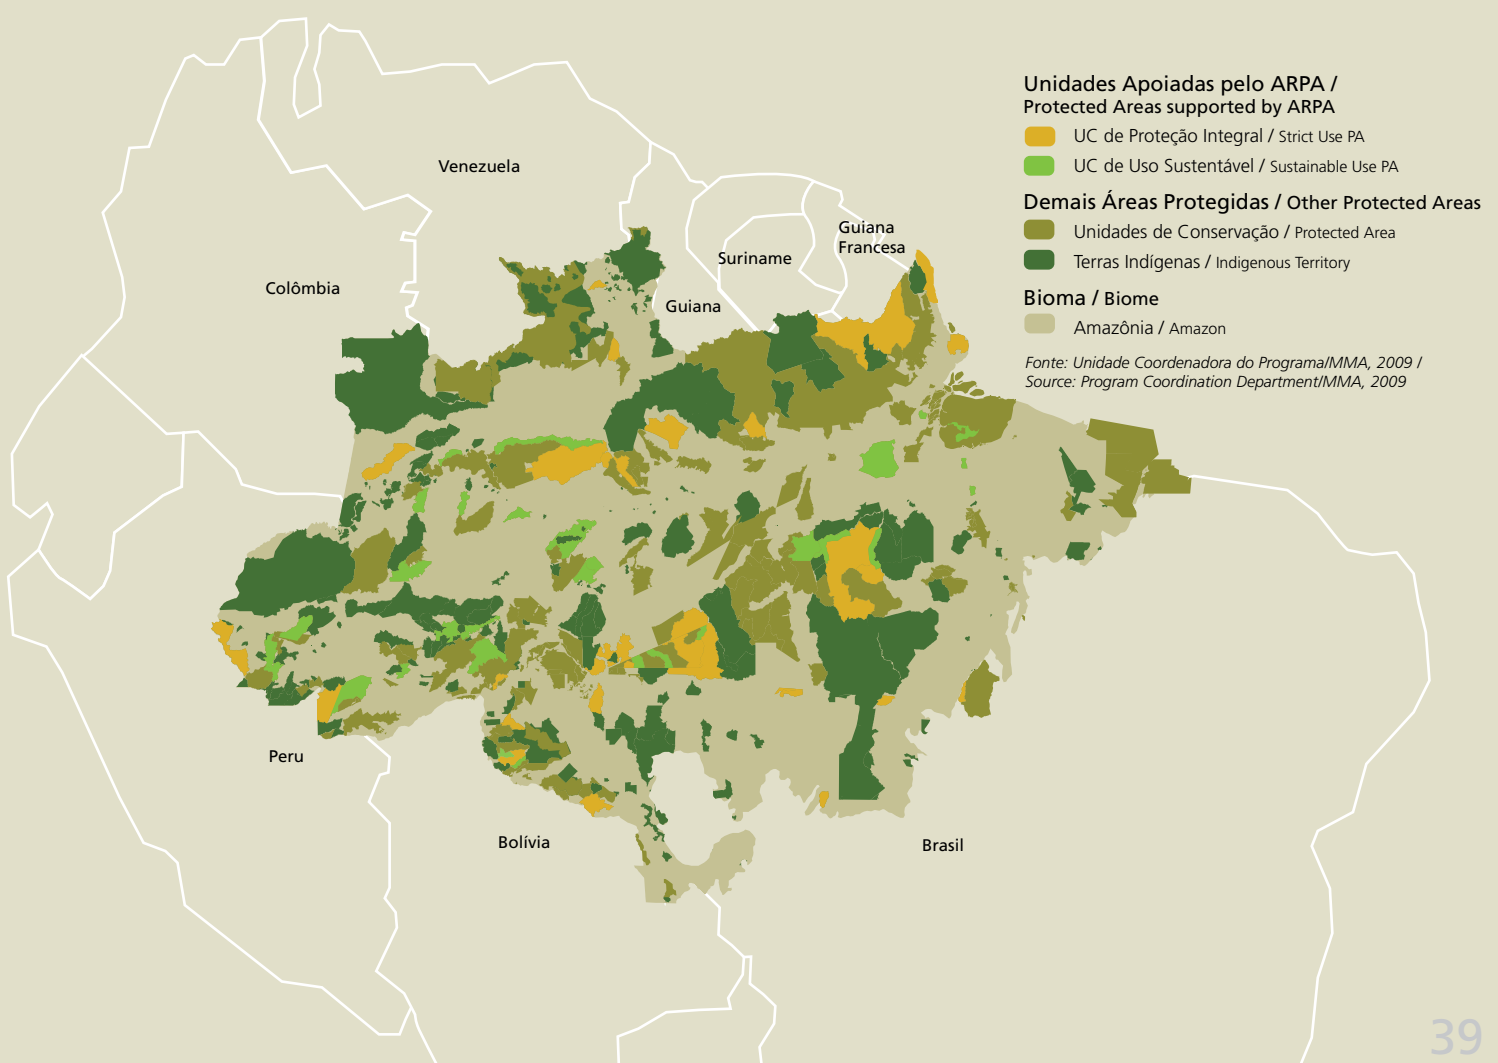 Unidades Apoiadas pelo ARPA /
Protected Areas supported by ARPA
UC de Proteção Integral / Strict Use PA
UC de Uso Sustentável / Sustainable Use PA
Demais Áreas Protegidas / Other Protected Areas
Unidades de Conservação / Protected Area
Terras Indígenas / Indigenous Territory
Bioma / Biome
Amazônia / Amazon
Fonte: Unidade Coordenadora do Programa/MMA, 2009 /
Source: Program Coordination Department/MMA, 2009
Venezuela
Guiana
Francesa
Suriname
Colômbia
Guiana
Peru
Bolívia
Brasil
39